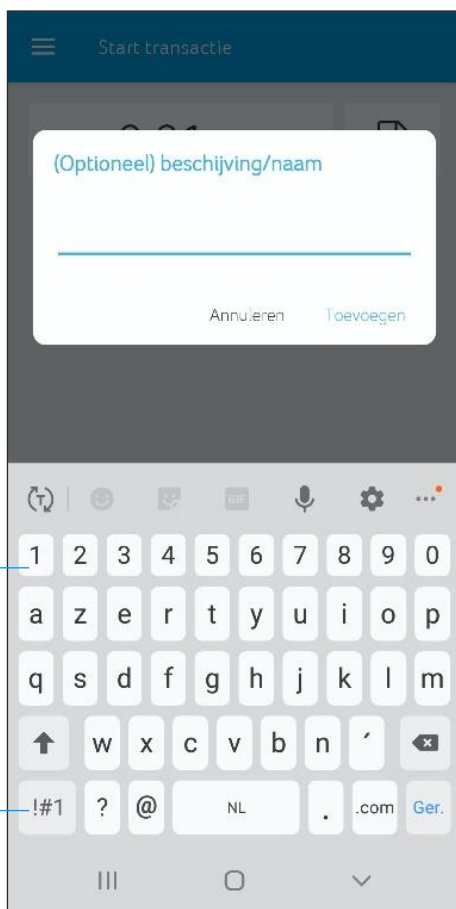 Start transactie
(Optioneel) beschijving/naam
Annuleren Toevoegen
GIF
1 2 3 4 5 6 7 8 9 0
a z e r t y u i o p
q s d f g h j k l m
w x c v b n ´
!#1 ? @ NL . .com Ger.